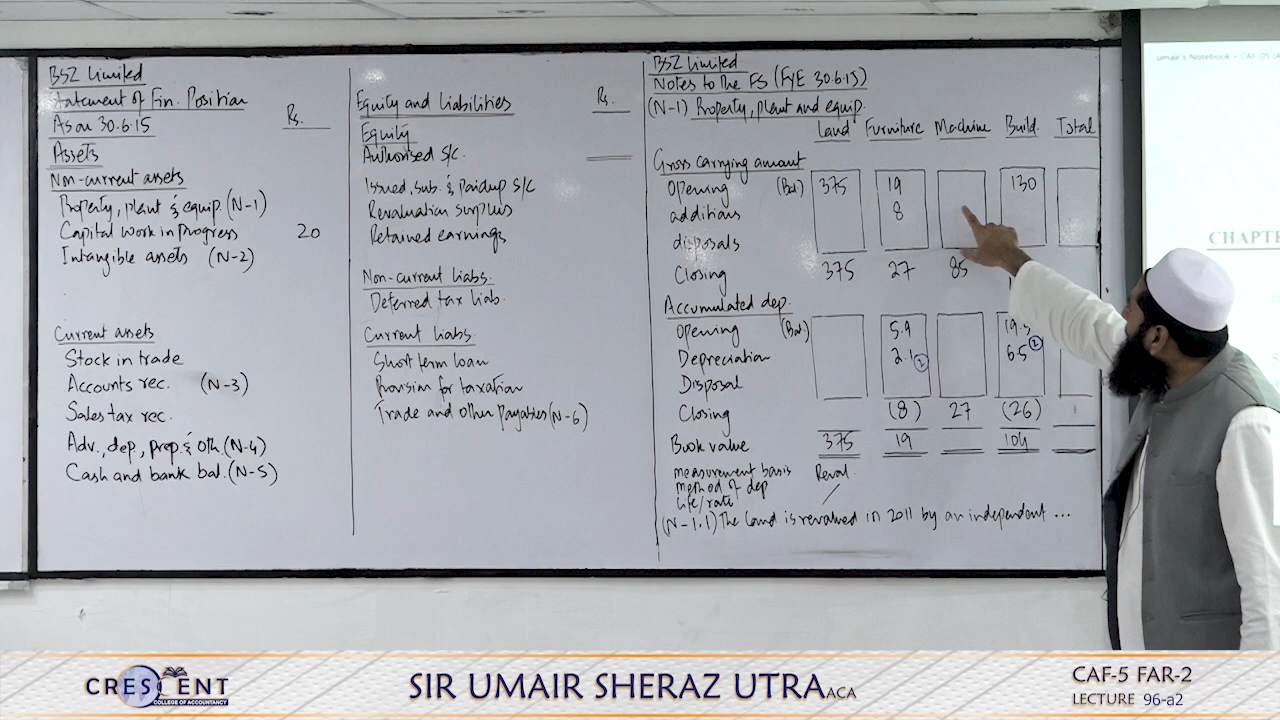 BSZ Limited
Statement of Fin. Position
As on 30.6.15
Rs.
Assets
Non-current assets
Property, plant & equip. (N-1)
Capital work in progress 20
Intangible assets (N-2)
Current assets
Stock in trade
Accounts rec. (N-3)
Sales tax rec.
Adv., dep, prep & oth. (N-4)
Cash and bank bal. (N-5)
Equity and liabilities
Rs.
Equity
Authorised S/c.
Issued, sub. & paidup S/c
Revaluation surplus
Retained earnings
Non-current liabs.
Deferred tax liab.
Current liabs.
Short term loan
Provision for taxation
Trade and other payables (N-6)
BSZ Limited
Notes to the FS (FYE 30.6.15)
(N-1) Property, plant and equip.
Land Furniture Machine Build. Total
Gross carrying amount
Opening (Bal) 375 19 130
additions 8
disposals
Closing 375 27 85
Accumulated dep.
Opening (Bal) 5.9
Depreciation 2.1 (2) 6.5 (2)
Disposal
Closing (8) 27 (26)
Book value 375 19 104
measurement basis Reval.
method of dep
life/rate
(N-1.1) The Land is revalued in 2011 by an independent ...
umair's Notebook - CAF-05 (A
CHAPTE
CRESCENT
COLLEGE OF ACCOUNTANCY
SIR UMAIR SHERAZ UTRA ACA
CAF-5 FAR-2
LECTURE 96-a2